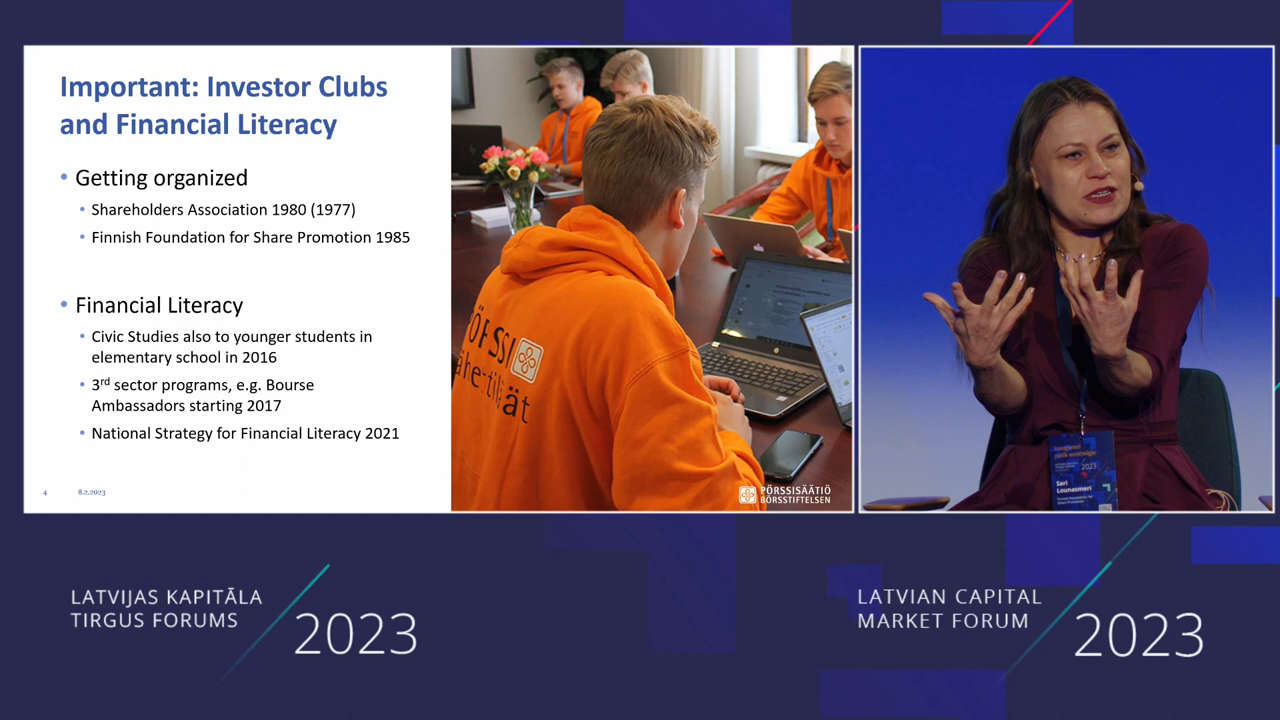 Important: Investor Clubs
and Financial Literacy
• Getting organized
• Shareholders Association 1980 (1977)
• Finnish Foundation for Share Promotion 1985
• Financial Literacy
• Civic Studies also to younger students in
elementary school in 2016
• 3rd sector programs, e.g. Bourse
Ambassadors starting 2017
• National Strategy for Financial Literacy 2021
4
8.2.2023
PÖRSSISÄÄTIÖ
BÖRSSTIFTELSEN
2023
Sari
Lounasmeri
LATVIJAS KAPITĀLA
TIRGUS FORUMS
2023
LATVIAN CAPITAL
MARKET FORUM
2023